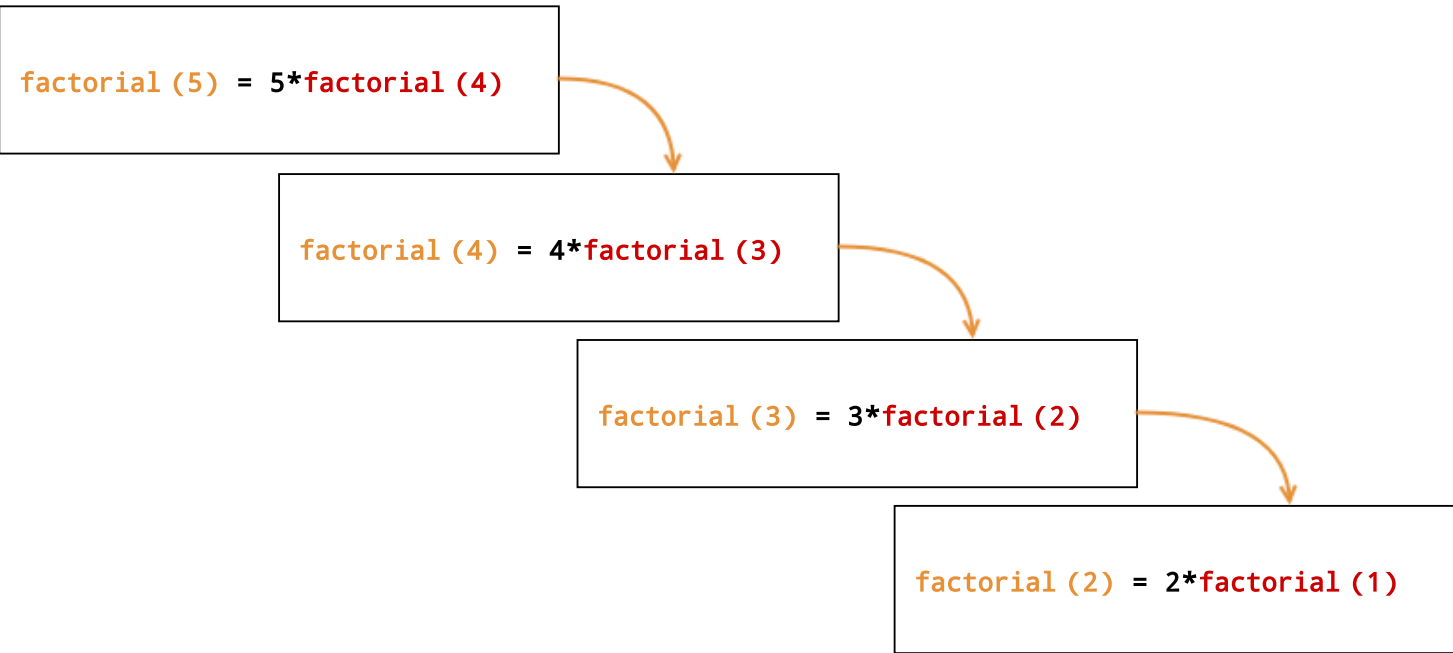 factorial (5) = 5*factorial (4)
factorial (4) = 4*factorial (3)
factorial (3) = 3*factorial (2)
factorial (2) = 2*factorial (1)